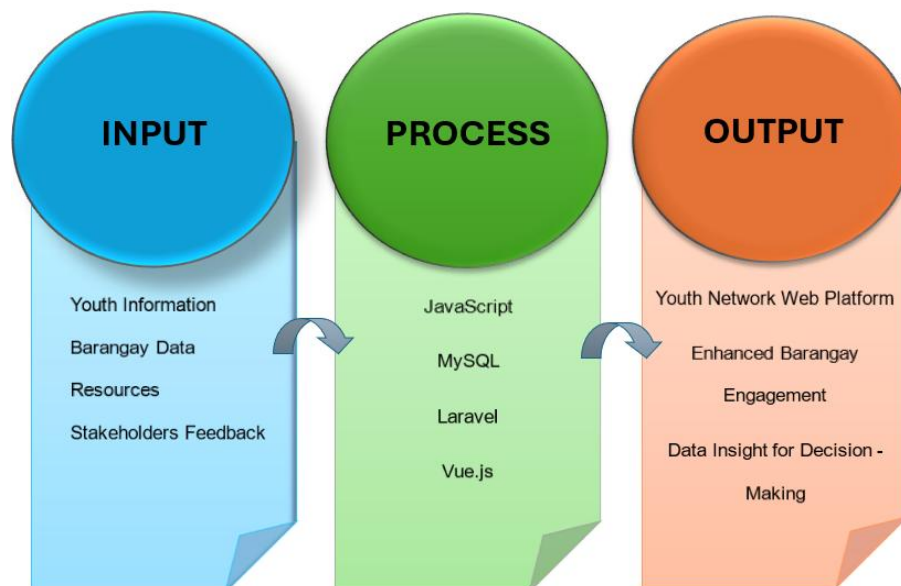 INPUT
Youth Information
Barangay Data
Resources
Stakeholders Feedback
PROCESS
JavaScript
MySQL
Laravel
Vue.js
OUTPUT
Youth Network Web Platform
Enhanced Barangay
Engagement
Data Insight for Decision -
Making